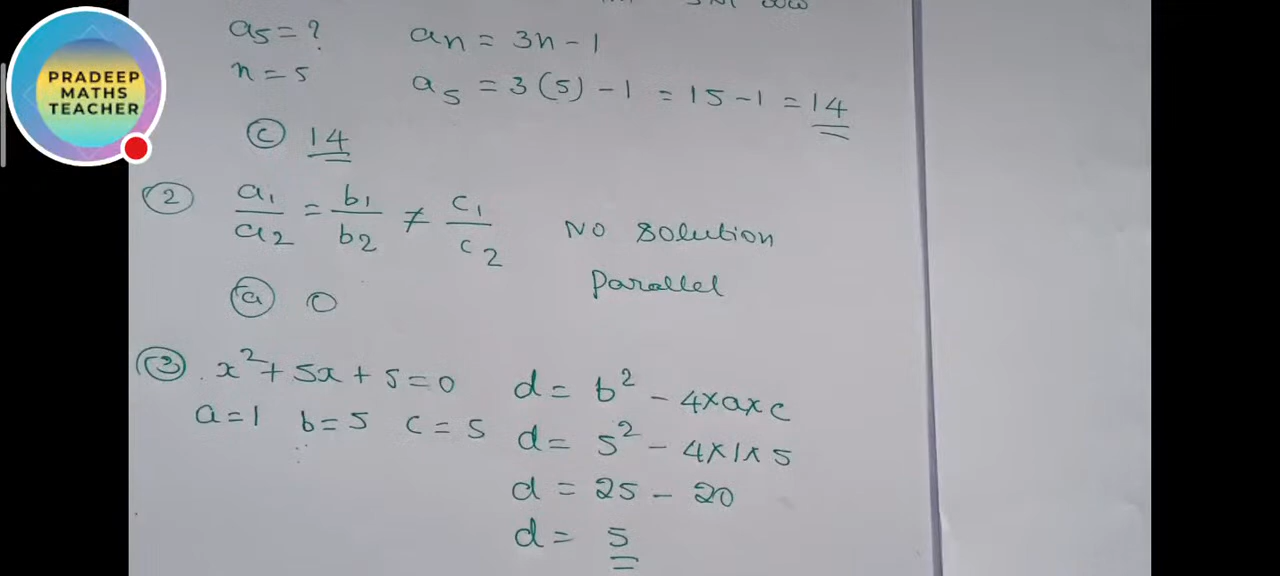 PRADEEP
MATHS
TEACHER
a5 = ? an = 3n - 1
n = 5 a5 = 3 (5) - 1 = 15 - 1 = 14
(c) 14
(2) a1/a2 = b1/b2 ≠ c1/c2 No solution
parallel
(a) 0
(3) x² + 5x + 5 = 0 d = b² - 4×a×c
a = 1 b = 5 c = 5 d = 5² - 4×1×5
d = 25 - 20
d = 5